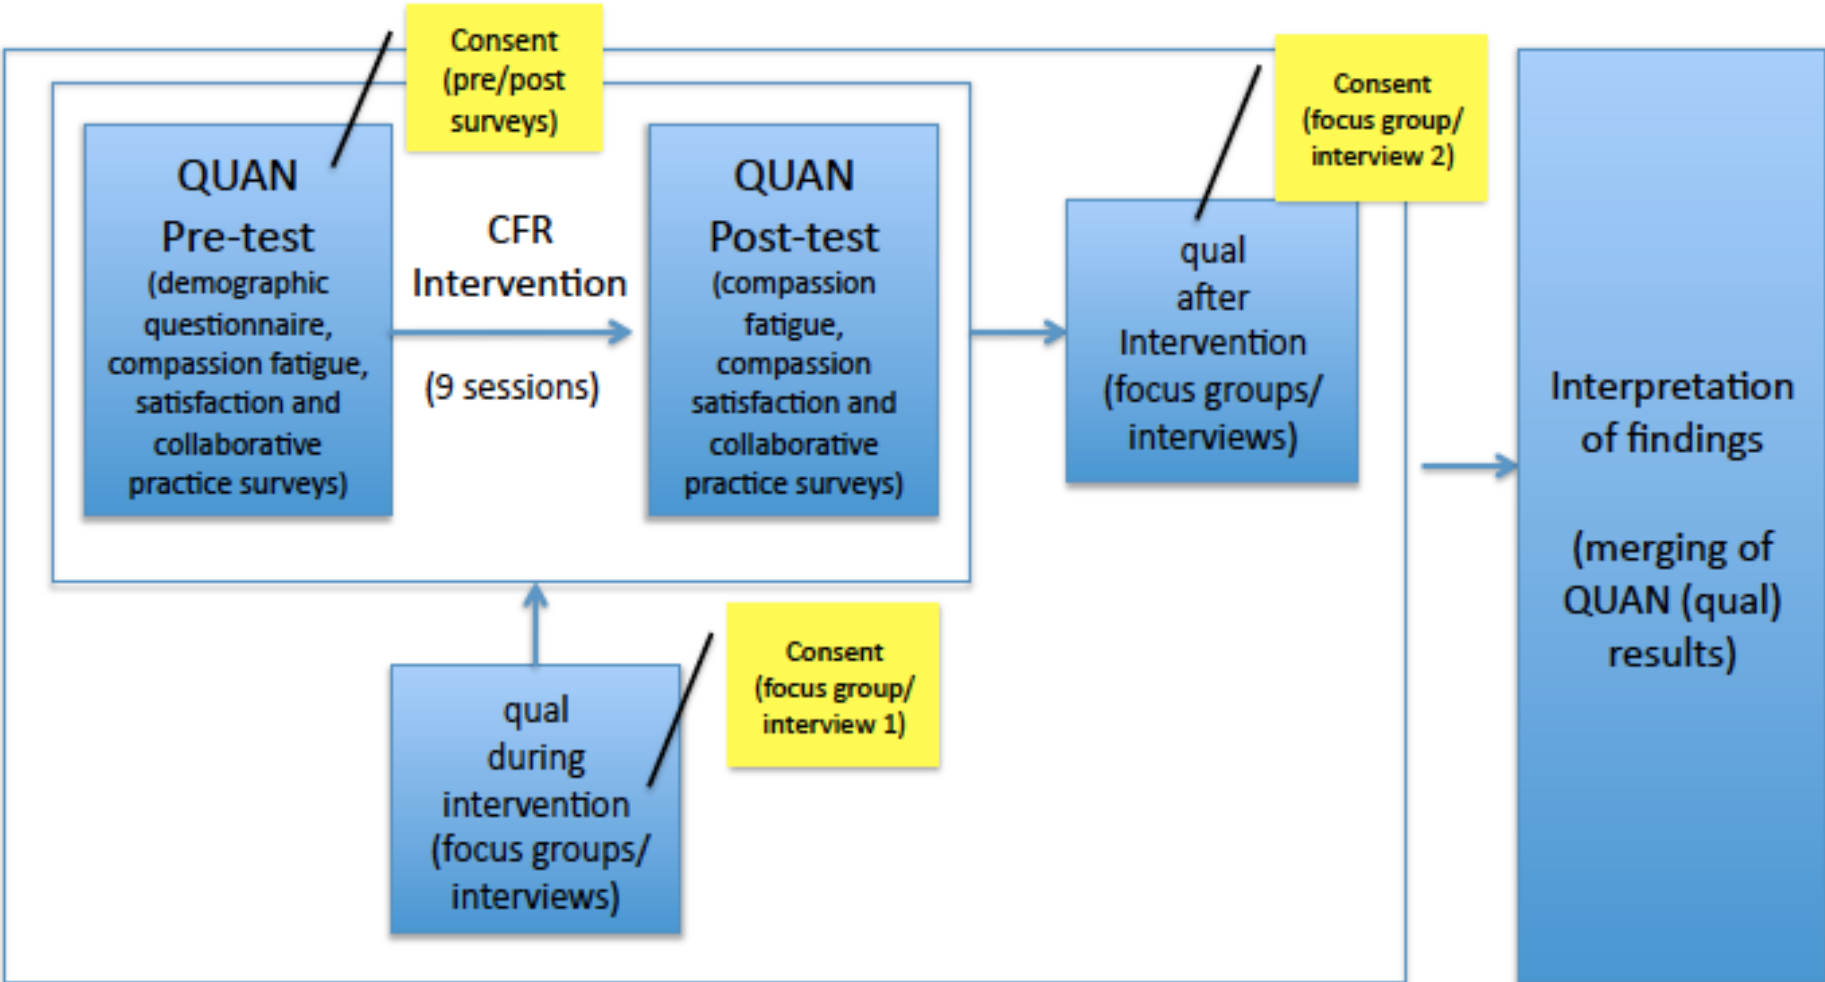 Consent
(pre/post
surveys)
QUAN
Pre-test
(demographic
questionnaire,
compassion fatigue,
satisfaction and
collaborative
practice surveys)
CFR
Intervention
(9 sessions)
QUAN
Post-test
(compassion
fatigue,
compassion
satisfaction and
collaborative
practice surveys)
Consent
(focus group/
interview 2)
qual
after
Intervention
(focus groups/
interviews)
Consent
(focus group/
interview 1)
qual
during
intervention
(focus groups/
interviews)
Interpretation
of findings
(merging of
QUAN (qual)
results)